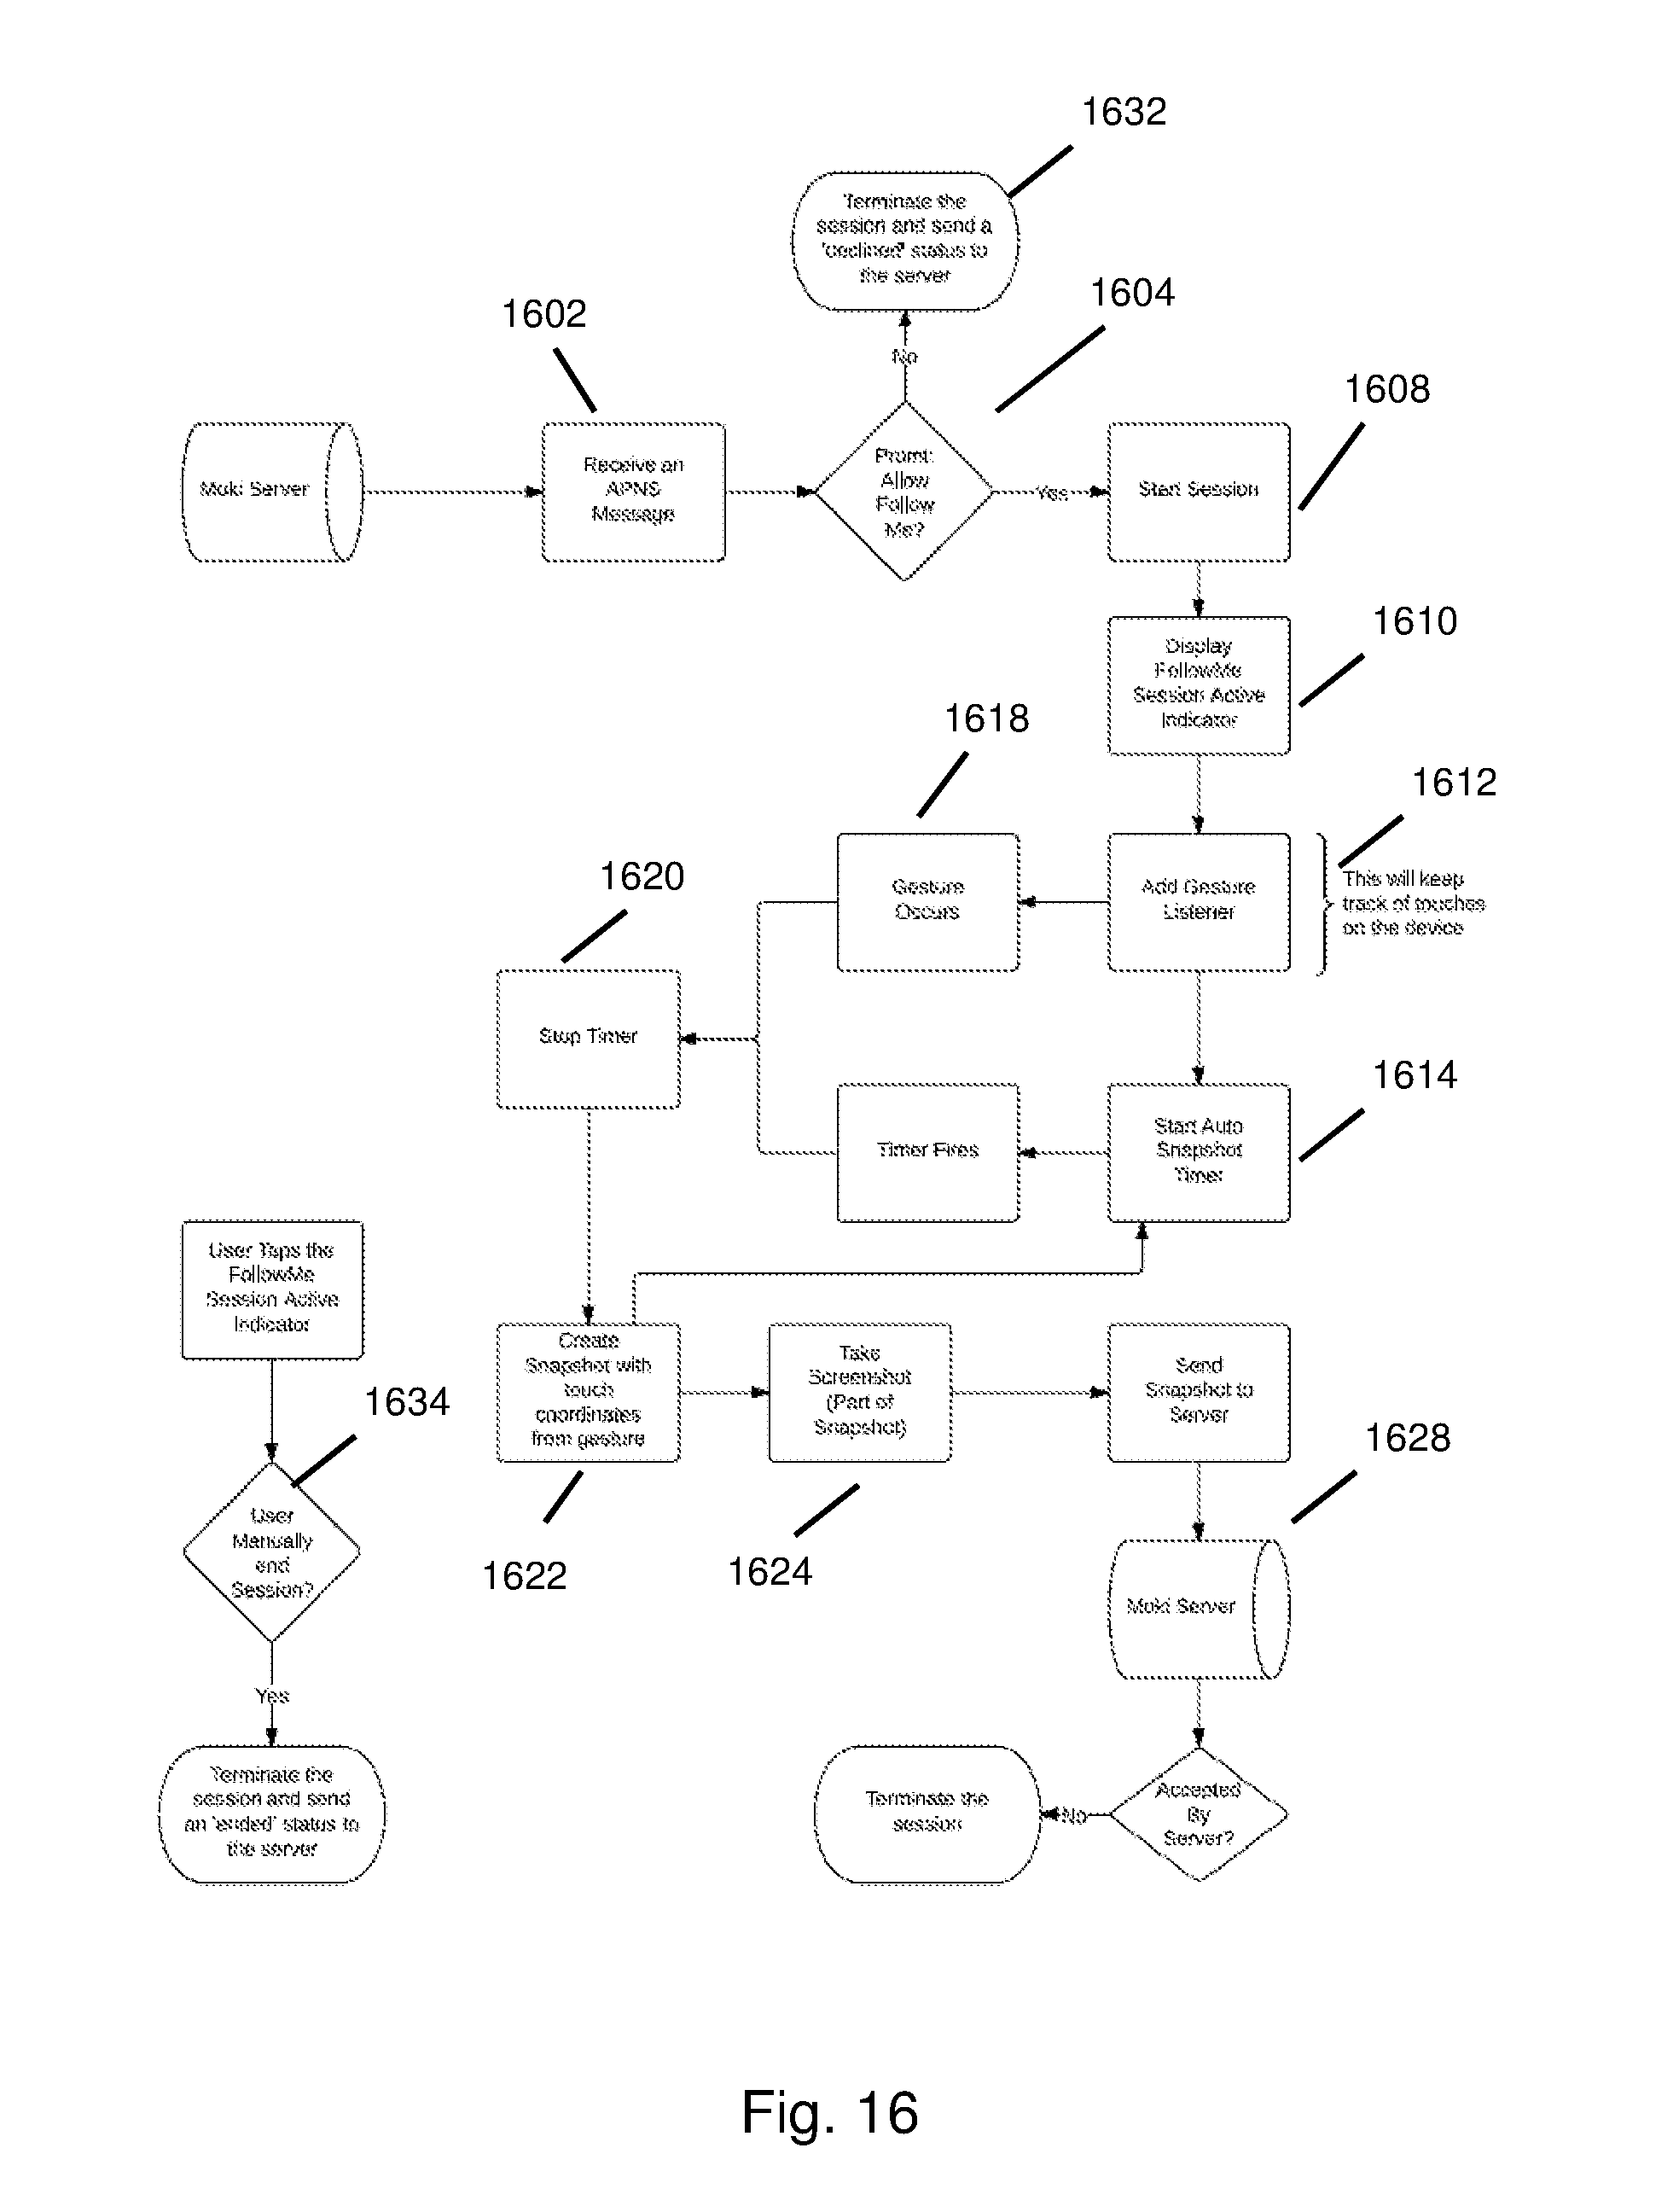 1632
Terminate the
session and send a
'declined' status to
the server
1604
1602
No
1608
Moki Server
Receive an
APNS
Message
Promt:
Allow
Follow
Me?
Yes
Start Session
1610
Display
FollowMe
Session Active
Indicator
1618
1612
1620
Gesture
Occurs
Add Gesture
Listener
This will keep
track of touches
on the device
Stop Timer
1614
Timer Fires
Start Auto
Snapshot
Timer
User Taps the
FollowMe
Session Active
Indicator
Create
Snapshot with
touch
coordinates
from gesture
Take
Screenshot
(Part of
Snapshot)
Send
Snapshot to
Server
1634
1628
User
Manually
end
Session?
1622
1624
Moki Server
Yes
Terminate the
session and send
an 'ended' status to
the server
Terminate the
session
No
Accepted
By
Server?
Fig. 16